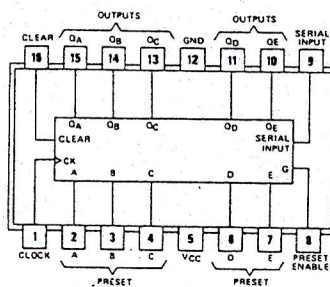 OUTPUTS OUTPUTS
CLEAR QA QB QC GND QD QE SERIAL INPUT
16 15 14 13 12 11 10 9
QA QB QC QD QE
CLEAR SERIAL INPUT
CK G
A B C D E
1 2 3 4 5 6 7 8
CLOCK A B C VCC D E PRESET ENABLE
PRESET PRESET